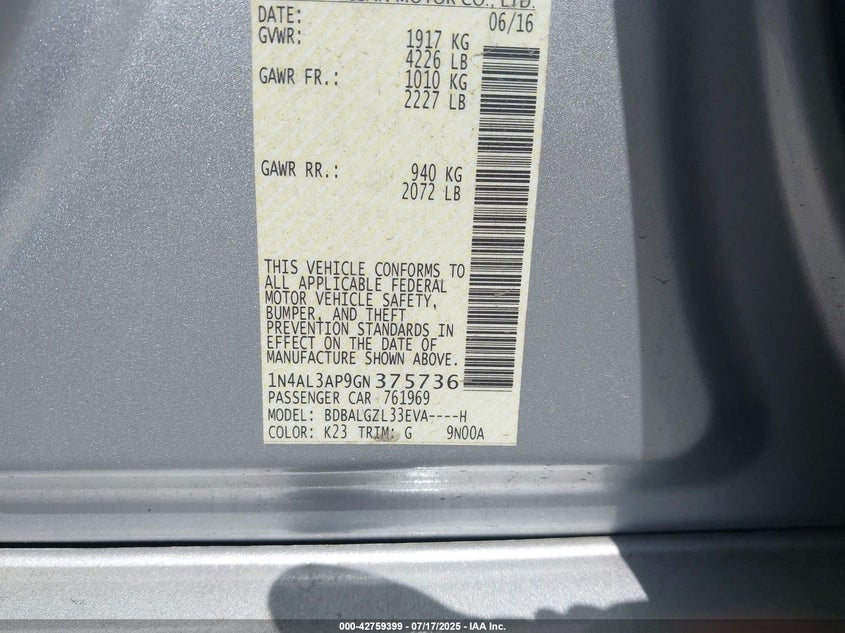 MOTOR CO., LTD.
DATE: 06/16
GVWR: 1917 KG
4226 LB
GAWR FR.: 1010 KG
2227 LB
GAWR RR.: 940 KG
2072 LB
THIS VEHICLE CONFORMS TO
ALL APPLICABLE FEDERAL
MOTOR VEHICLE SAFETY,
BUMPER, AND THEFT
PREVENTION STANDARDS IN
EFFECT ON THE DATE OF
MANUFACTURE SHOWN ABOVE.
1N4AL3AP9GN 375736
PASSENGER CAR 761969
MODEL: BDBALGZL33EVA----H
COLOR: K23 TRIM: G 9N00A
000-42759399 | 07/17/2025 - IAA Inc.